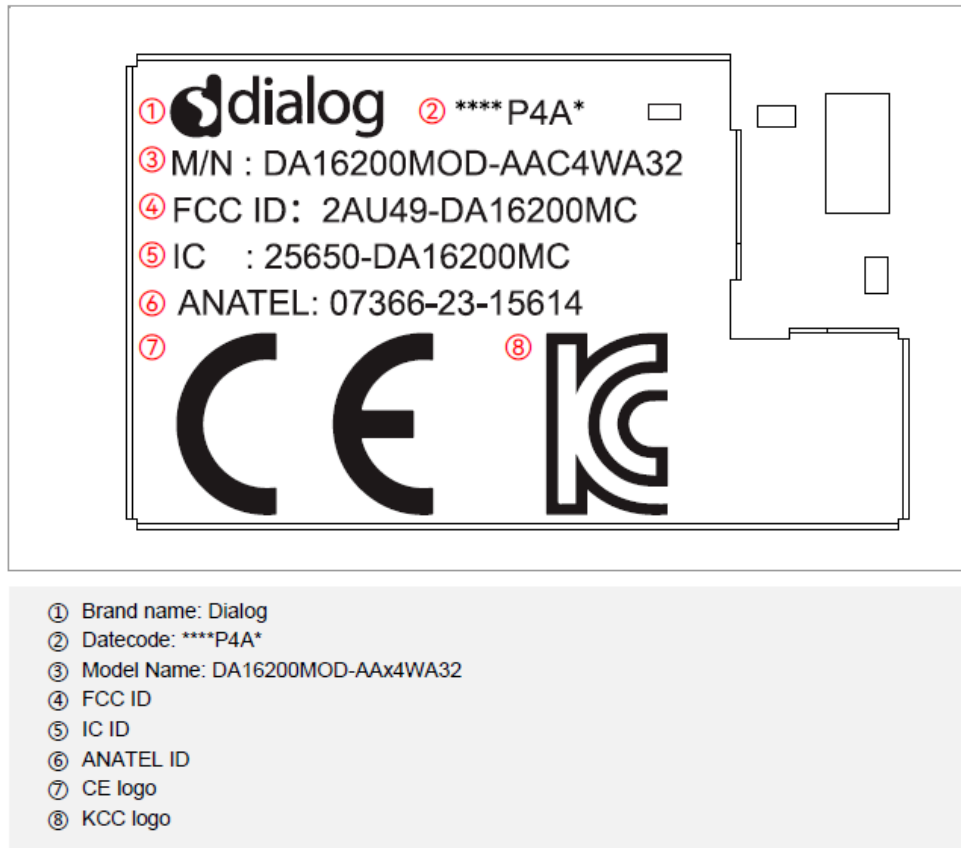 ① dialog ② ****P4A*
③ M/N : DA16200MOD-AAC4WA32
④ FCC ID: 2AU49-DA16200MC
⑤ IC : 25650-DA16200MC
⑥ ANATEL: 07366-23-15614
⑦ CE ⑧ KC
① Brand name: Dialog
② Datecode: ****P4A*
③ Model Name: DA16200MOD-AAx4WA32
④ FCC ID
⑤ IC ID
⑥ ANATEL ID
⑦ CE logo
⑧ KCC logo